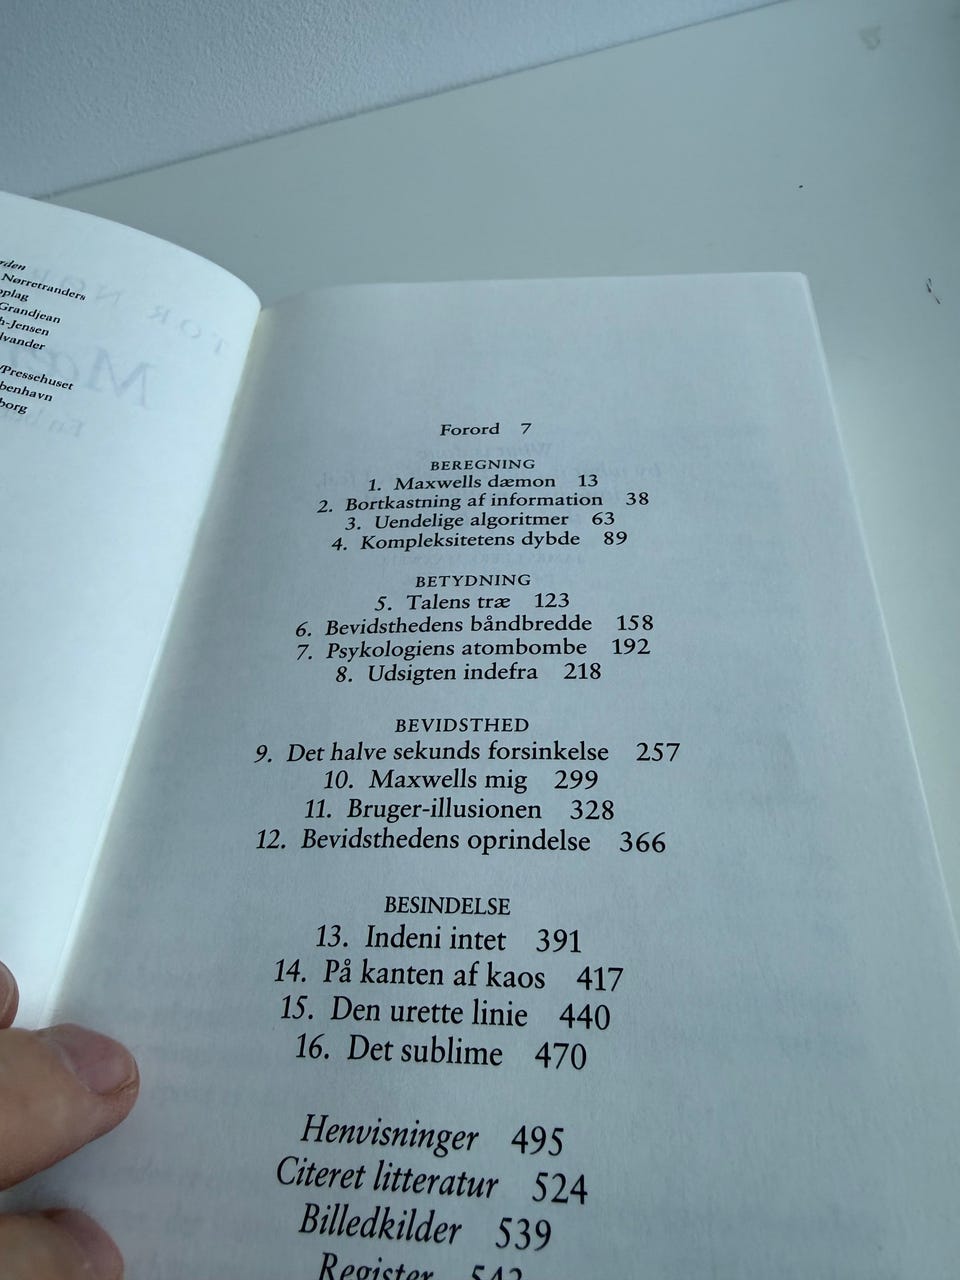 Nørretranders
Grandjean
Forord 7
BEREGNING
1. Maxwells dæmon 13
2. Bortkastning af information 38
3. Uendelige algoritmer 63
4. Kompleksitetens dybde 89
BETYDNING
5. Talens træ 123
6. Bevidsthedens båndbredde 158
7. Psykologiens atombombe 192
8. Udsigten indefra 218
BEVIDSTHED
9. Det halve sekunds forsinkelse 257
10. Maxwells mig 299
11. Bruger-illusionen 328
12. Bevidsthedens oprindelse 366
BESINDELSE
13. Indeni intet 391
14. På kanten af kaos 417
15. Den urette linie 440
16. Det sublime 470
Henvisninger 495
Citeret litteratur 524
Billedkilder 539
Register 542